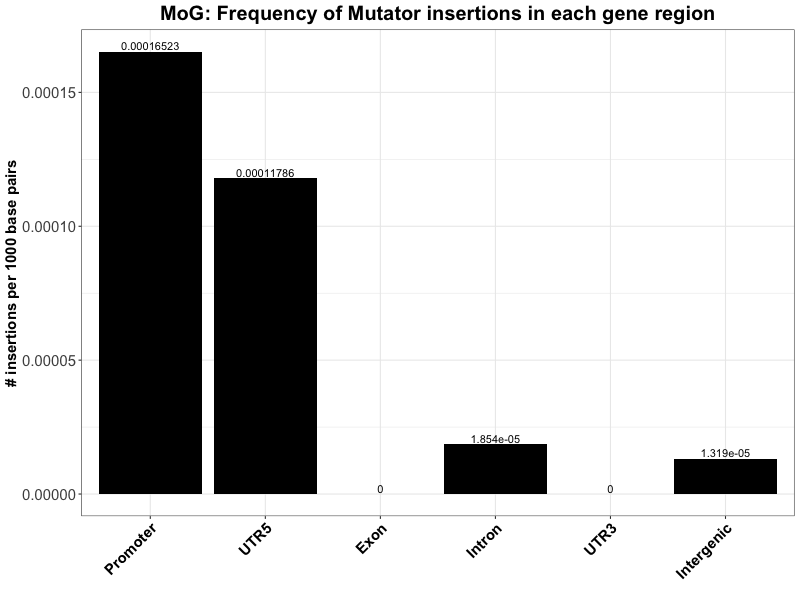 MoG: Frequency of Mutator insertions in each gene region
# insertions per 1000 base pairs
0.00015
0.00010
0.00005
0.00000
0.00016523
0.00011786
0
1.854e-05
0
1.319e-05
Promoter
UTR5
Exon
Intron
UTR3
Intergenic